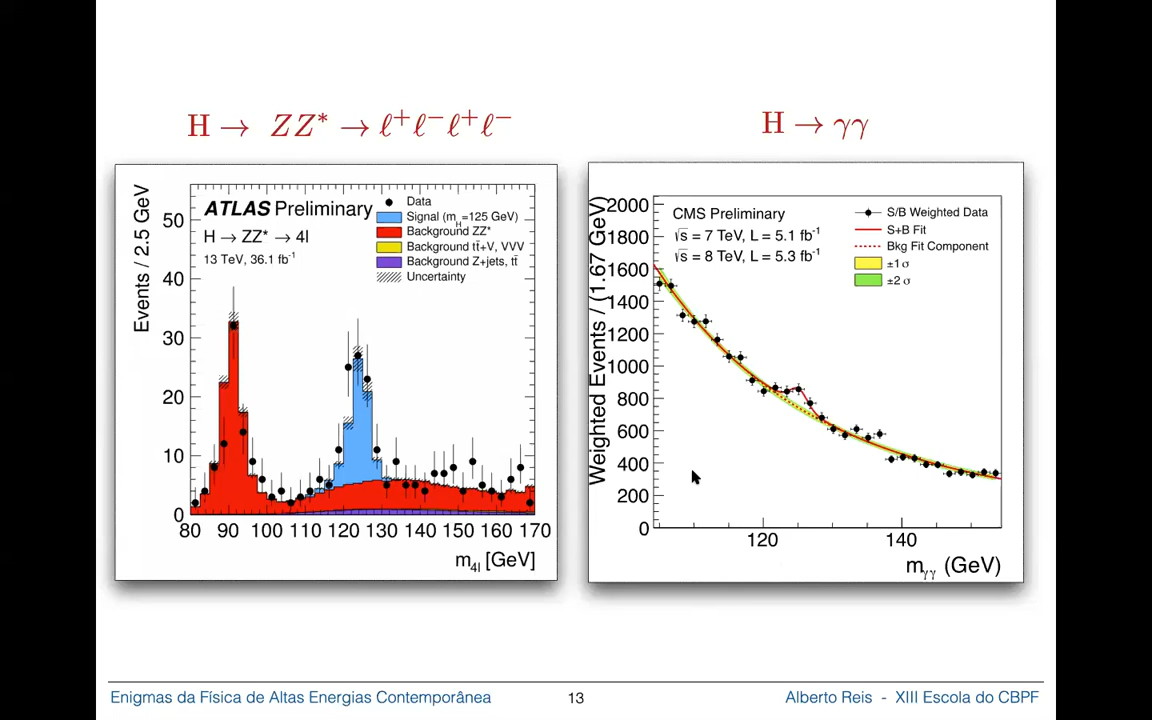 H → ZZ* → ℓ⁺ℓ⁻ℓ⁺ℓ⁻
H → γγ
Events / 2.5 GeV
50
40
30
20
10
0
ATLAS Preliminary
H → ZZ* → 4l
13 TeV, 36.1 fb⁻¹
Data
Signal (m_H=125 GeV)
Background ZZ*
Background tt̄+V, VVV
Background Z+jets, tt̄
Uncertainty
80 90 100 110 120 130 140 150 160 170
m₄l [GeV]
Weighted Events / (1.67 GeV)
2000
1800
1600
1400
1200
1000
800
600
400
200
0
CMS Preliminary
√s = 7 TeV, L = 5.1 fb⁻¹
√s = 8 TeV, L = 5.3 fb⁻¹
S/B Weighted Data
S+B Fit
Bkg Fit Component
±1 σ
±2 σ
120 140
m_γγ (GeV)
Enigmas da Física de Altas Energias Contemporânea
13
Alberto Reis - XIII Escola do CBPF